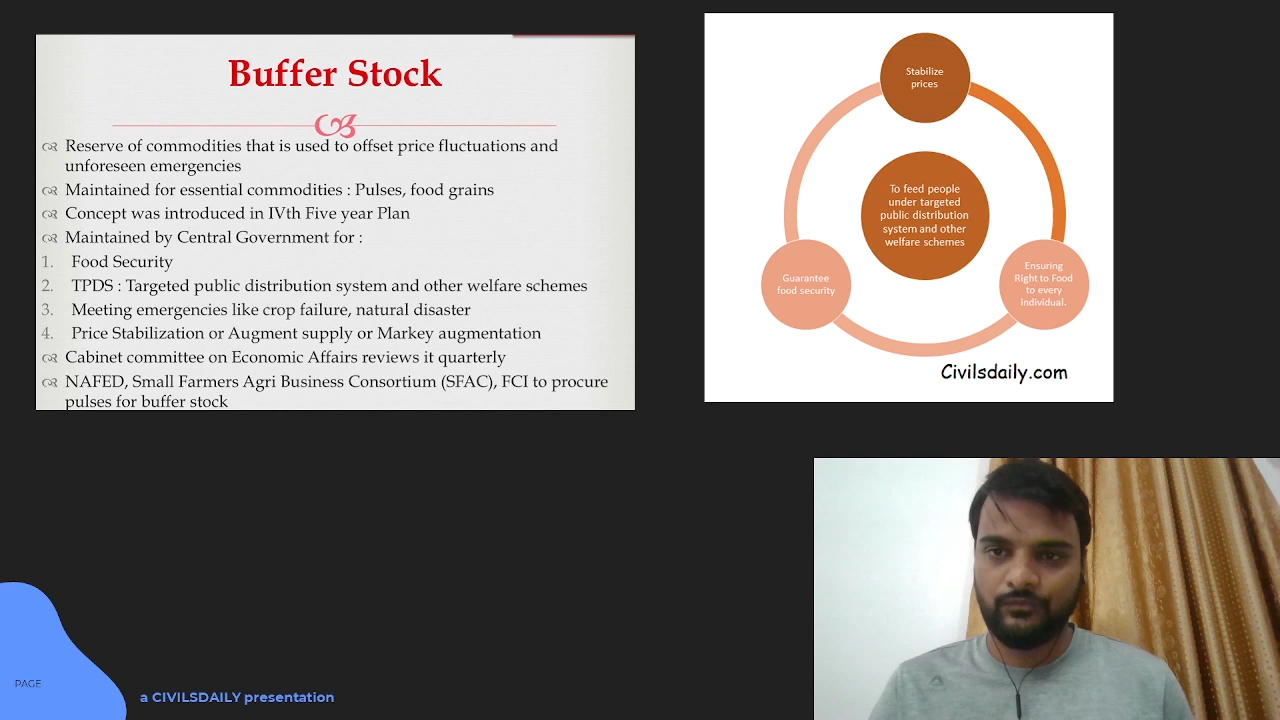 Buffer Stock
Reserve of commodities that is used to offset price fluctuations and
unforeseen emergencies
Maintained for essential commodities : Pulses, food grains
Concept was introduced in IVth Five year Plan
Maintained by Central Government for :
1. Food Security
2. TPDS : Targeted public distribution system and other welfare schemes
3. Meeting emergencies like crop failure, natural disaster
4. Price Stabilization or Augment supply or Markey augmentation
Cabinet committee on Economic Affairs reviews it quarterly
NAFED, Small Farmers Agri Business Consortium (SFAC), FCI to procure
pulses for buffer stock
Stabilize
prices
To feed people
under targeted
public distribution
system and other
welfare schemes
Guarantee
food security
Ensuring
Right to Food
to every
individual.
Civilsdaily.com
PAGE
a CIVILSDAILY presentation